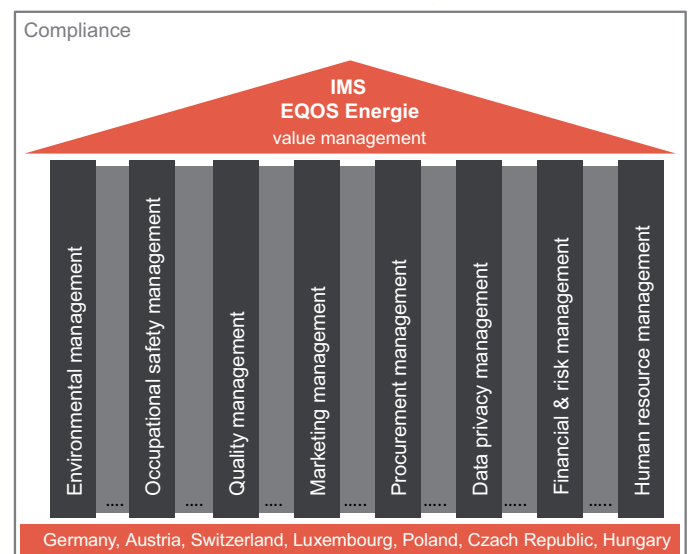 Compliance
IMS
EQOS Energie
value management
Environmental management
Occupational safety management
Quality management
Marketing management
Procurement management
Data privacy management
Financial & risk management
Human resource management
.... .... .... ..... ..... ..... .....
Germany, Austria, Switzerland, Luxembourg, Poland, Czach Republic, Hungary